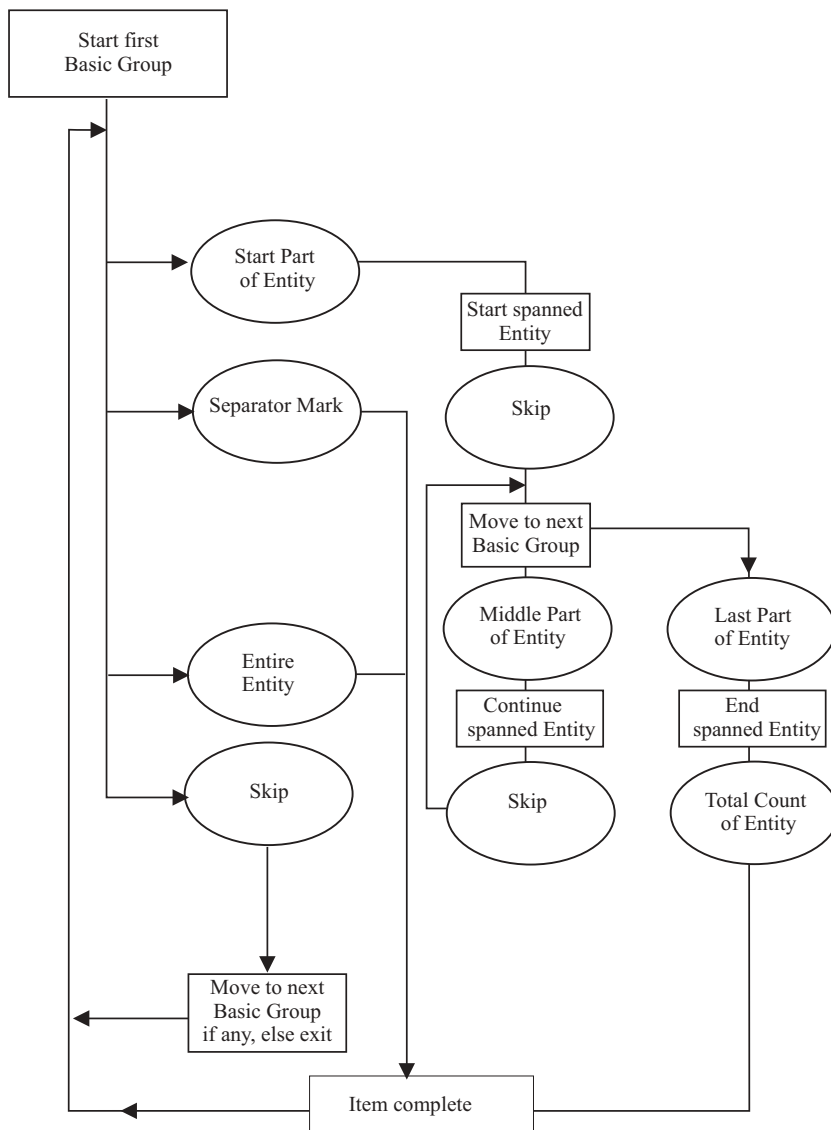 Start first
Basic Group
Start Part
of Entity
Start spanned
Entity
Separator Mark
Skip
Move to next
Basic Group
Middle Part
of Entity
Last Part
of Entity
Entire
Entity
Continue
spanned Entity
End
spanned Entity
Skip
Skip
Total Count
of Entity
Move to next
Basic Group
if any, else exit
Item complete